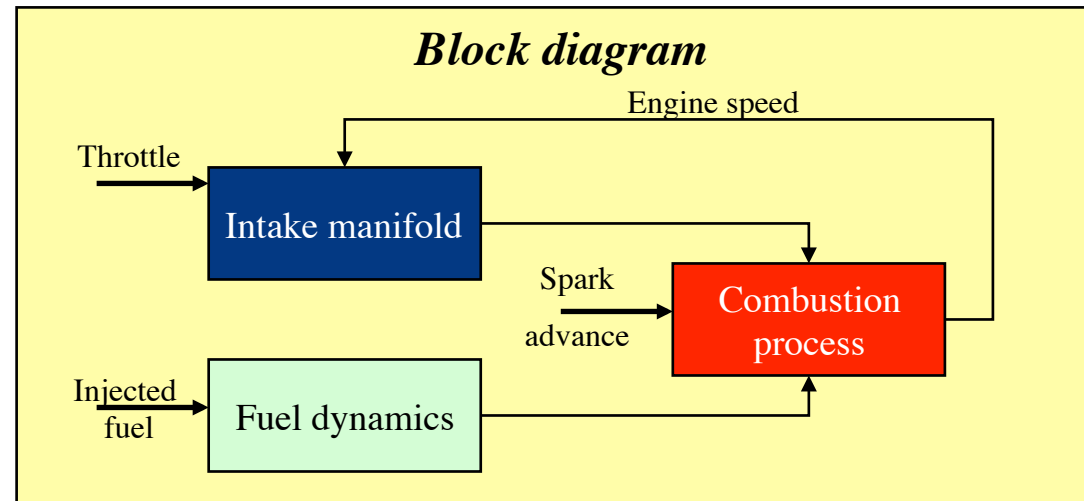 Block diagram
Engine speed
Throttle
Intake manifold
Spark
advance
Combustion
process
Injected
fuel
Fuel dynamics